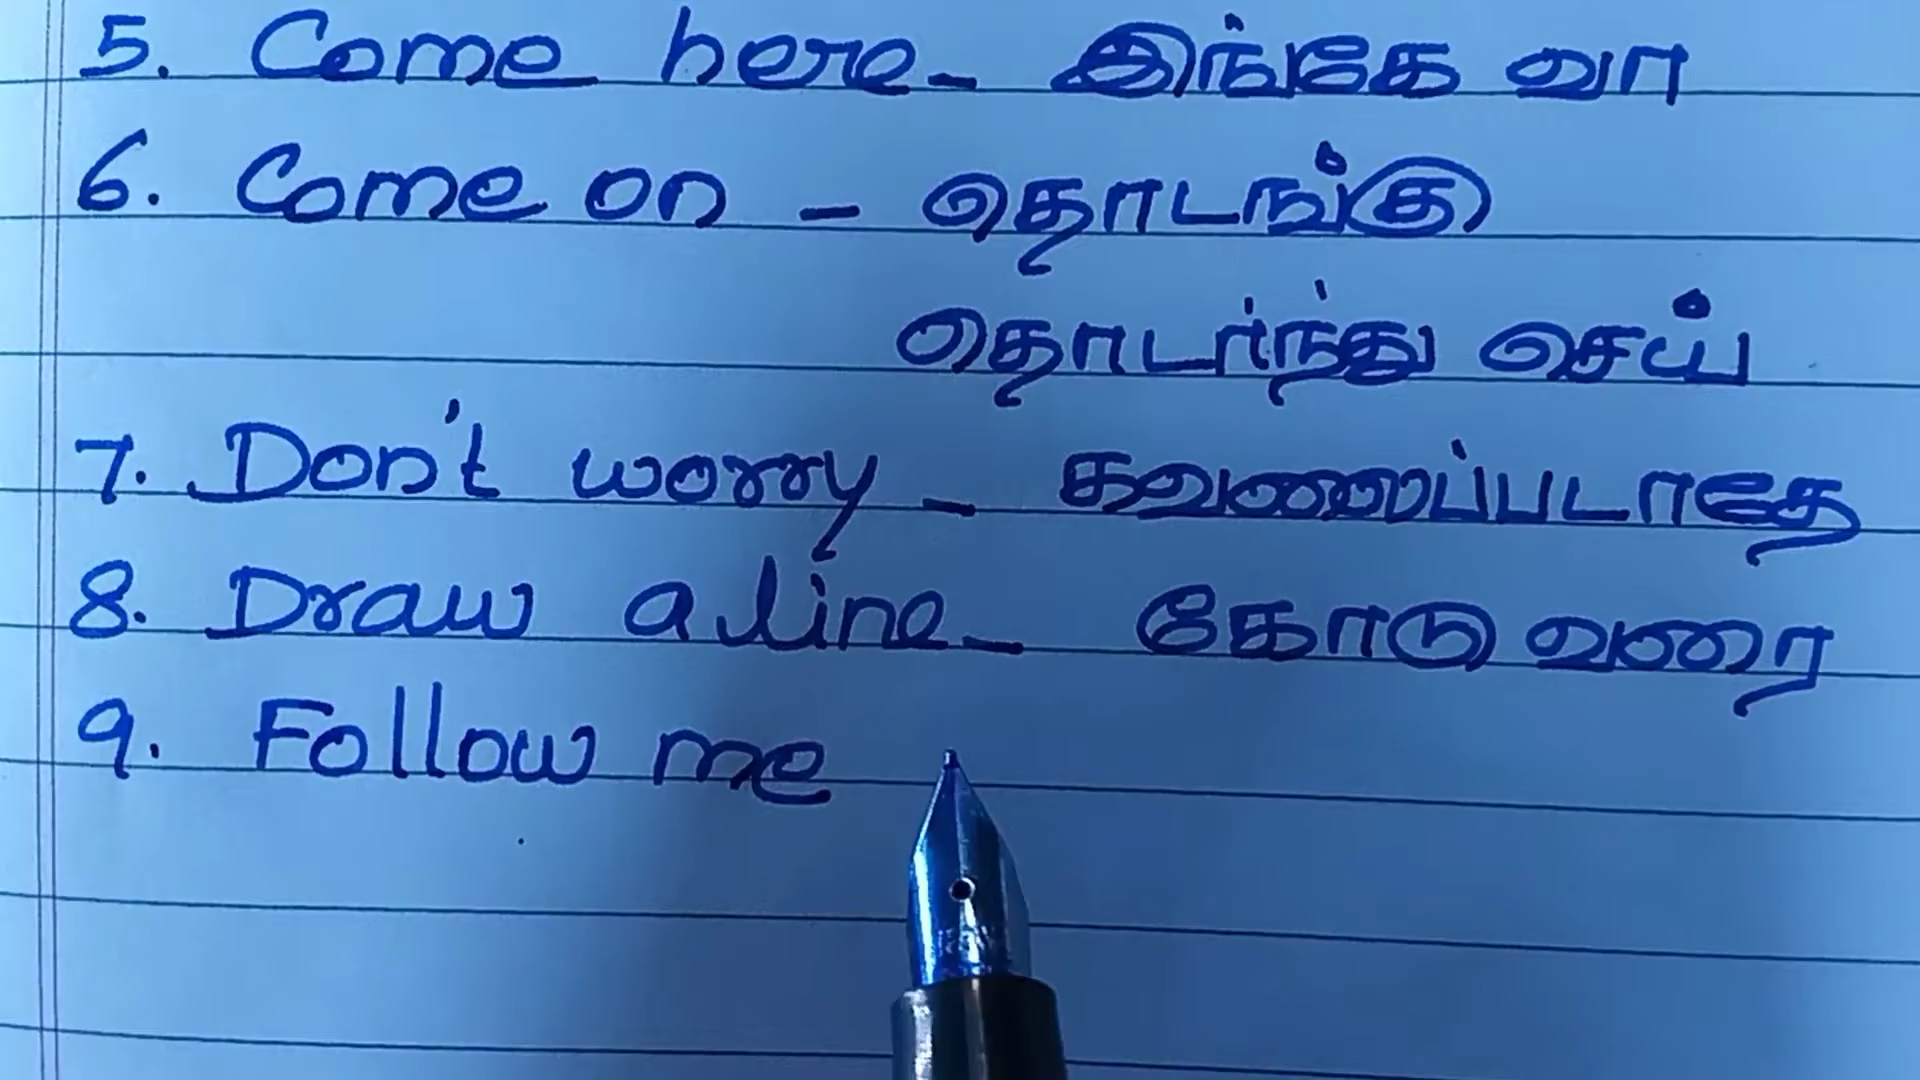 5. Come here - இங்கே வா
6. Come on - தொடங்கு
தொடர்ந்து செய்
7. Don't worry - கவலைப்படாதே
8. Draw a line - கோடு வரை
9. Follow me